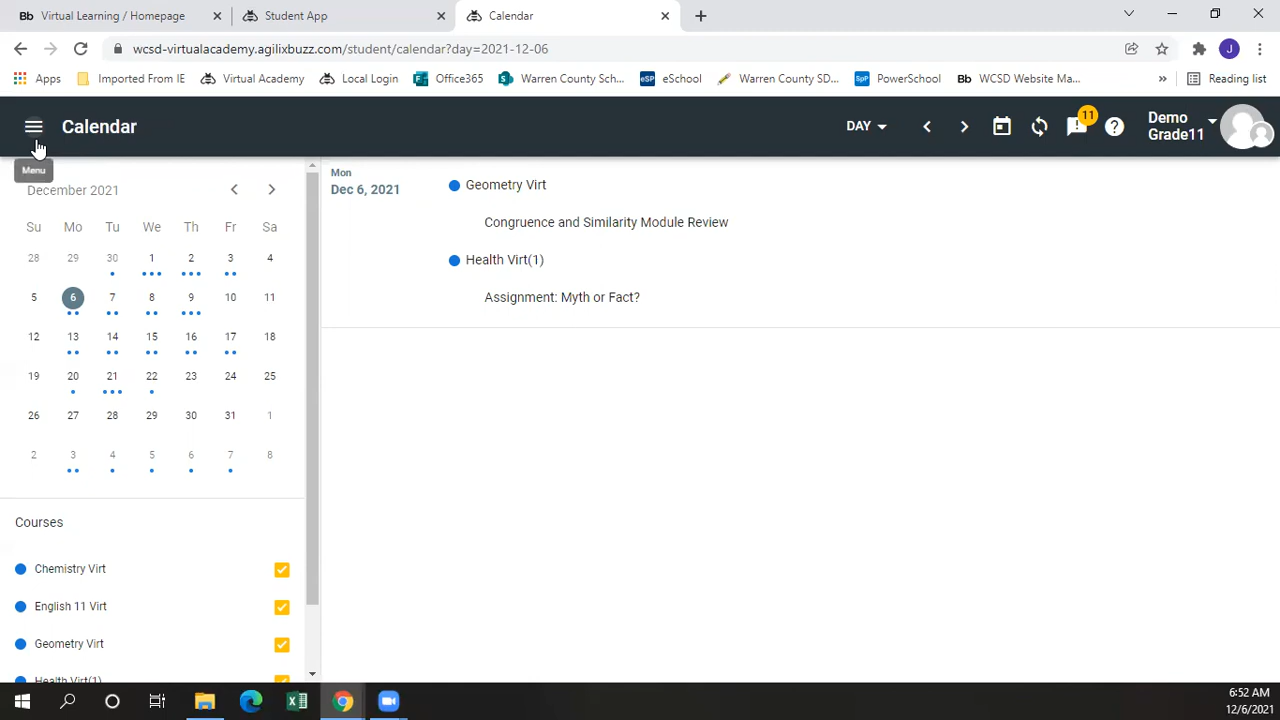 Bb Virtual Learning / Homepage
Student App
Calendar
wcsd-virtualacademy.agilixbuzz.com/student/calendar?day=2021-12-06
Apps
Imported From IE
Virtual Academy
Local Login
Office365
Warren County Sch...
eSchool
Warren County SD...
PowerSchool
Bb WCSD Website Ma...
»
Reading list
Calendar
DAY
11
Demo
Grade11
Menu
December 2021
Su Mo Tu We Th Fr Sa
28 29 30 1 2 3 4
5 6 7 8 9 10 11
12 13 14 15 16 17 18
19 20 21 22 23 24 25
26 27 28 29 30 31 1
2 3 4 5 6 7 8
Courses
Chemistry Virt
English 11 Virt
Geometry Virt
Health Virt(1)
Mon
Dec 6, 2021
Geometry Virt
Congruence and Similarity Module Review
Health Virt(1)
Assignment: Myth or Fact?
6:52 AM
12/6/2021